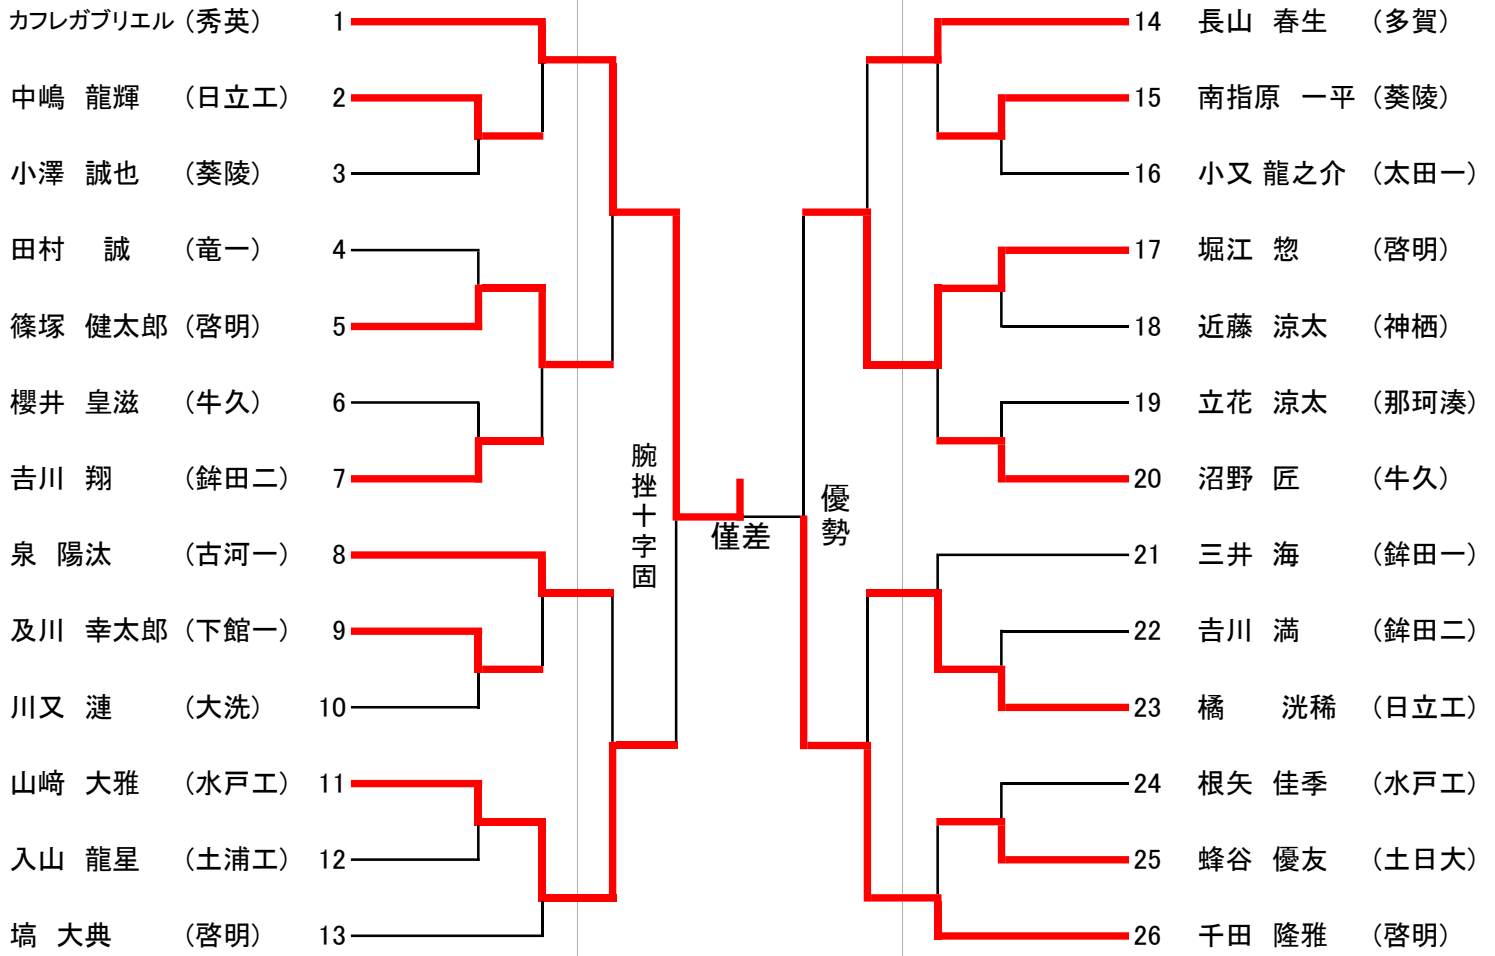 カフレガブリエル（秀英） 1
中嶋 龍輝 （日立工） 2
小澤 誠也 （葵陵） 3
田村 誠 （竜一） 4
篠塚 健太郎（啓明） 5
櫻井 皇滋 （牛久） 6
吉川 翔 （鉾田二） 7
泉 陽汰 （古河一） 8
及川 幸太郎（下館一） 9
川又 漣 （大洗） 10
山﨑 大雅 （水戸工） 11
入山 龍星 （土浦工） 12
塙 大典 （啓明） 13
腕挫十字固
僅差
優勢
14 長山 春生 （多賀）
15 南指原 一平（葵陵）
16 小又 龍之介 （太田一）
17 堀江 惣 （啓明）
18 近藤 涼太 （神栖）
19 立花 涼太 （那珂湊）
20 沼野 匠 （牛久）
21 三井 海 （鉾田一）
22 𠮷川 満 （鉾田二）
23 橘 洸稀 （日立工）
24 根矢 佳季 （水戸工）
25 蜂谷 優友 （土日大）
26 千田 隆雅 （啓明）